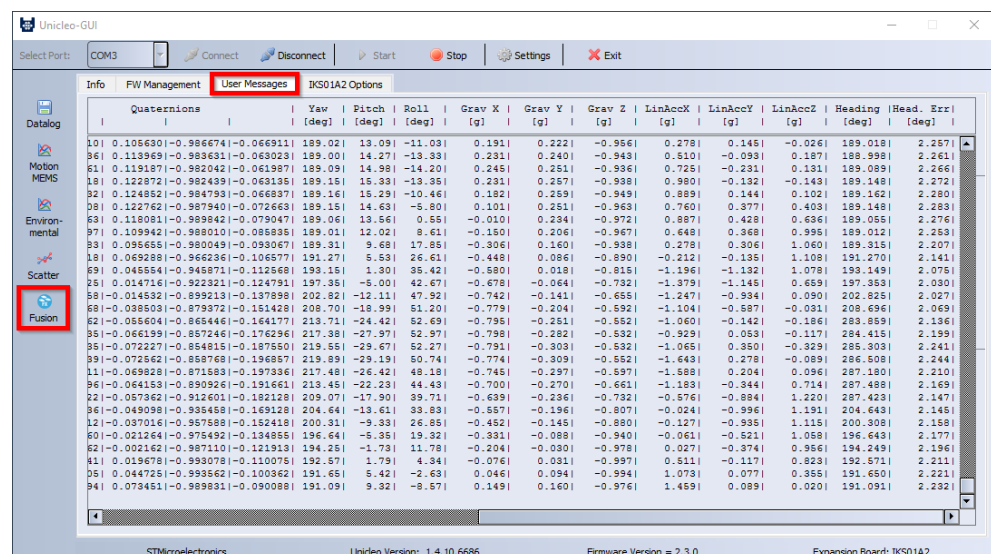 Unicleo-GUI
Select Port: COM3 Connect Disconnect Start Stop Settings Exit
Info FW Management User Messages IKS01A2 Options
Datalog
Motion MEMS
Environ-mental
Scatter
Fusion
Quaternions | Yaw | Pitch | Roll | Grav X | Grav Y | Grav Z | LinAccX | LinAccY | LinAccZ | Heading |Head. Err|
| | | [deg] | [deg] | [deg] | [g] | [g] | [g] | [g] | [g] | [g] | [deg] | [deg] |
10| 0.105630|-0.986674|-0.066911| 189.02| 13.09| -11.03| 0.191| 0.222| -0.956| 0.278| 0.145| -0.026| 189.018| 2.257|
36| 0.113969|-0.983631|-0.063023| 189.00| 14.27| -13.33| 0.231| 0.240| -0.943| 0.510| -0.093| 0.187| 188.998| 2.261|
61| 0.119187|-0.982042|-0.061987| 189.09| 14.98| -14.20| 0.245| 0.251| -0.936| 0.725| -0.231| 0.131| 189.089| 2.266|
18| 0.122872|-0.982439|-0.063135| 189.15| 15.33| -13.35| 0.231| 0.257| -0.938| 0.980| -0.132| -0.143| 189.148| 2.272|
32| 0.124852|-0.984793|-0.066837| 189.16| 15.29| -10.46| 0.182| 0.259| -0.949| 0.889| 0.144| 0.102| 189.162| 2.280|
08| 0.122762|-0.987940|-0.072663| 189.15| 14.63| -5.80| 0.101| 0.251| -0.963| 0.760| 0.377| 0.403| 189.148| 2.283|
63| 0.118081|-0.989842|-0.079047| 189.06| 13.56| 0.55| -0.010| 0.234| -0.972| 0.887| 0.428| 0.636| 189.055| 2.276|
97| 0.109942|-0.988010|-0.085835| 189.01| 12.02| 8.61| -0.150| 0.206| -0.967| 0.648| 0.368| 0.995| 189.012| 2.253|
83| 0.095655|-0.980049|-0.093067| 189.31| 9.68| 17.85| -0.306| 0.160| -0.938| 0.278| 0.306| 1.060| 189.315| 2.207|
18| 0.069288|-0.966236|-0.106577| 191.27| 5.53| 26.61| -0.448| 0.086| -0.890| -0.212| -0.135| 1.108| 191.270| 2.141|
69| 0.045554|-0.945871|-0.112568| 193.15| 1.30| 35.42| -0.580| 0.018| -0.815| -1.196| -1.132| 1.078| 193.149| 2.075|
25| 0.014716|-0.922321|-0.124791| 197.35| -5.00| 42.67| -0.678| -0.064| -0.732| -1.379| -1.145| 0.659| 197.353| 2.030|
58|-0.014532|-0.899213|-0.137898| 202.82| -12.11| 47.92| -0.742| -0.141| -0.655| -1.247| -0.934| 0.090| 202.825| 2.027|
68|-0.038503|-0.879372|-0.151428| 208.70| -18.99| 51.20| -0.779| -0.204| -0.592| -1.104| -0.587| -0.031| 208.696| 2.069|
62|-0.055604|-0.865446|-0.164177| 213.71| -24.42| 52.69| -0.795| -0.251| -0.552| -1.060| -0.142| -0.186| 283.859| 2.136|
35|-0.066199|-0.857246|-0.176296| 217.38| -27.97| 52.97| -0.798| -0.282| -0.532| -0.929| 0.053| -0.117| 284.415| 2.199|
35|-0.072227|-0.854815|-0.187550| 219.55| -29.67| 52.27| -0.791| -0.303| -0.532| -1.065| 0.350| -0.329| 285.303| 2.241|
39|-0.072562|-0.858768|-0.196857| 219.89| -29.19| 50.74| -0.774| -0.309| -0.552| -1.643| 0.278| -0.089| 286.508| 2.244|
11|-0.069828|-0.871583|-0.197336| 217.48| -26.42| 48.18| -0.745| -0.297| -0.597| -1.588| 0.204| 0.096| 287.180| 2.210|
96|-0.064153|-0.890926|-0.191661| 213.45| -22.23| 44.43| -0.700| -0.270| -0.661| -1.183| -0.344| 0.714| 287.488| 2.169|
22|-0.057362|-0.912601|-0.182128| 209.07| -17.90| 39.71| -0.639| -0.236| -0.732| -0.576| -0.884| 1.220| 287.423| 2.147|
36|-0.049098|-0.935458|-0.169128| 204.64| -13.61| 33.83| -0.557| -0.196| -0.807| -0.024| -0.996| 1.191| 204.643| 2.145|
12|-0.037016|-0.957588|-0.152418| 200.31| -9.33| 26.85| -0.452| -0.145| -0.880| -0.127| -0.935| 1.115| 200.308| 2.158|
60|-0.021264|-0.975492|-0.134855| 196.64| -5.35| 19.32| -0.331| -0.088| -0.940| -0.061| -0.521| 1.058| 196.643| 2.177|
62|-0.002162|-0.987110|-0.121913| 194.25| -1.73| 11.78| -0.204| -0.030| -0.978| 0.027| -0.374| 0.956| 194.249| 2.196|
41| 0.019678|-0.993078|-0.110075| 192.57| 1.79| 4.34| -0.076| 0.031| -0.997| 0.511| -0.117| 0.823| 192.571| 2.211|
05| 0.044725|-0.993562|-0.100362| 191.65| 5.42| -2.63| 0.046| 0.094| -0.994| 1.073| 0.077| 0.355| 191.650| 2.221|
94| 0.073451|-0.989831|-0.090088| 191.09| 9.32| -8.57| 0.149| 0.160| -0.976| 1.459| 0.089| 0.020| 191.091| 2.232|
STMicroelectronics Unicleo Version: 1.4.10.6686 Firmware Version = 2.3.0 Expansion Board: IKS01A2